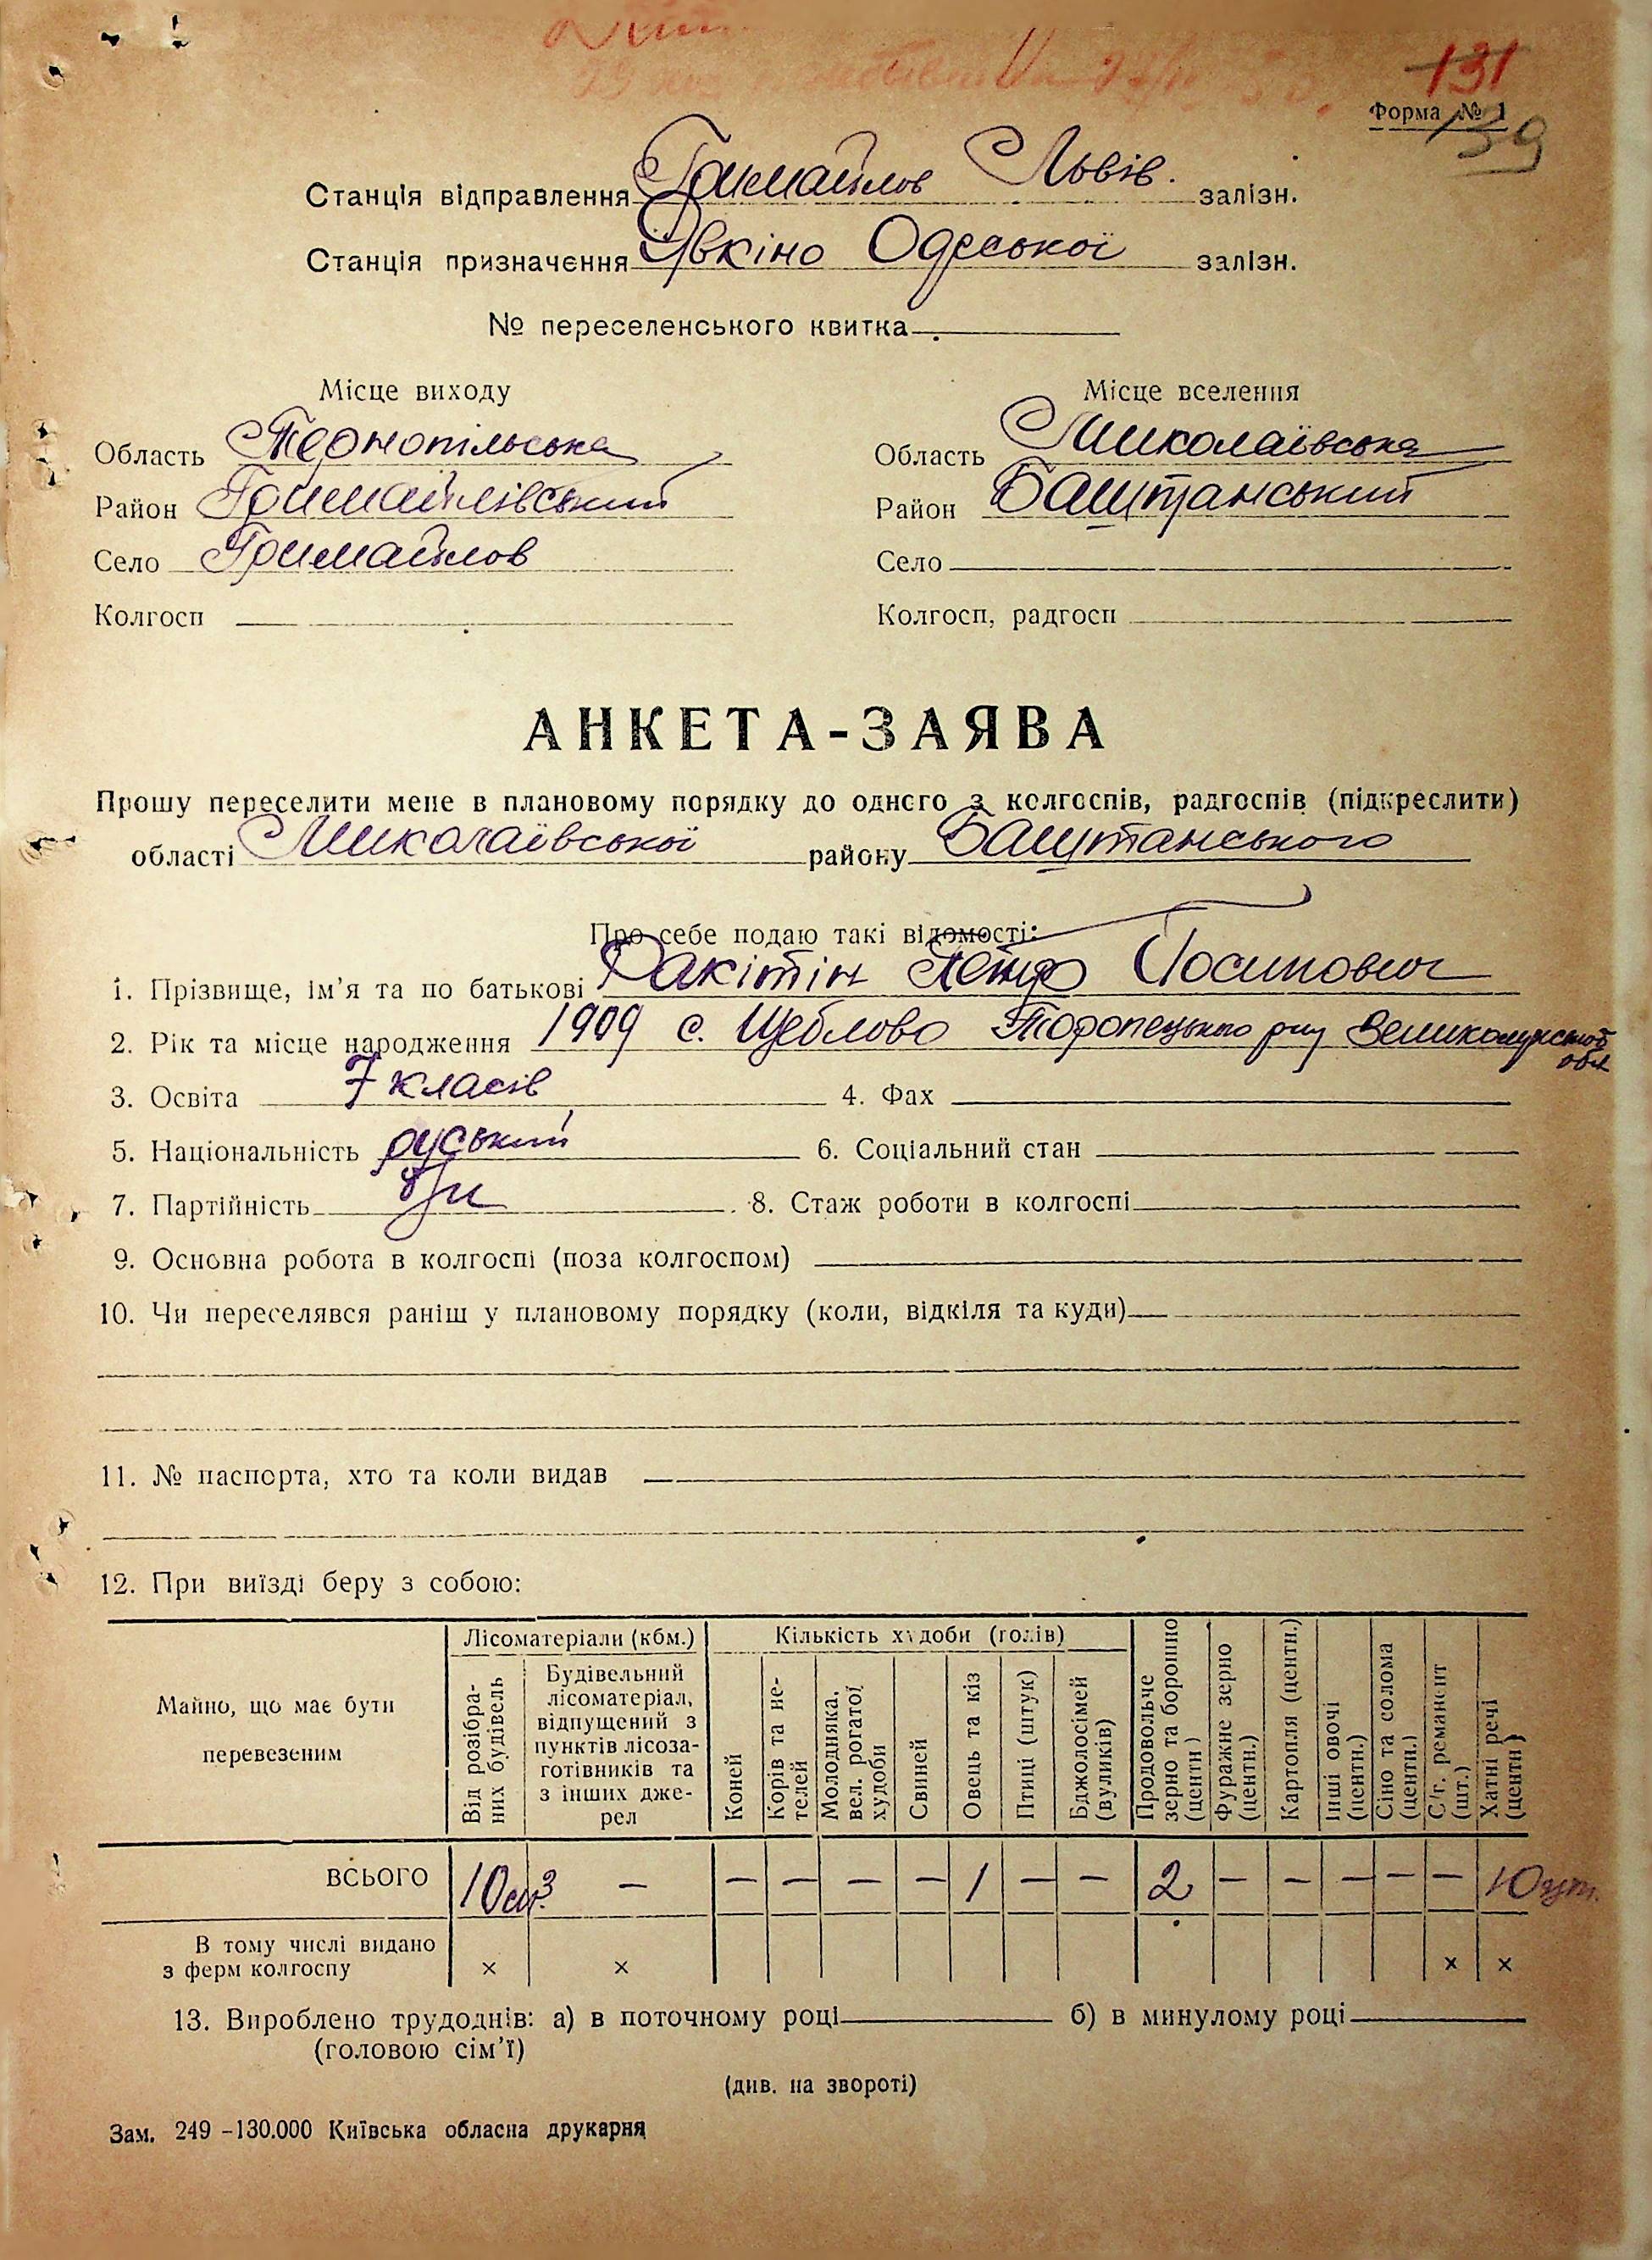 131
Форма № 1
139
Станція відправлення Гримайлов Львів. залізн.
Станція призначення Явкіно Одеської залізн.
№ переселенського квитка
Місце виходу
Область Тернопільська
Район Гримайлівський
Село Гримайлов
Колгосп
Місце вселення
Область Миколаївська
Район Баштанський
Село
Колгосп, радгосп
АНКЕТА-ЗАЯВА
Прошу переселити мене в плановому порядку до одного з колгоспів, радгоспів (підкреслити)
області Миколаївської району Баштанського
Про себе подаю такі відомості:
1. Прізвище, ім’я та по батькові Ракітін Петро Йосипович
2. Рік та місце народження 1909 с. Щеблово Торопецького р-ну Великолукської обл
3. Освіта 7 класів 4. Фах
5. Національність руський 6. Соціальний стан
7. Партійність б/п 8. Стаж роботи в колгоспі
9. Основна робота в колгоспі (поза колгоспом)
10. Чи переселявся раніш у плановому порядку (коли, відкіля та куди)
11. № паспорта, хто та коли видав
12. При виїзді беру з собою:
Майно, що має бути перевезеним
Лісоматеріали (кбм.)
Від розібраних будівель
Будівельний лісоматеріал, відпущений з пунктів лісозаготівників та з інших джерел
Кількість худоби (голів)
Коней
Корів та нетелей
Молодняка, вел. рогатої худоби
Свиней
Овець та кіз
Птиці (штук)
Бджолосімей (вуликів)
Продовольче зерно та борошно (центн)
Фуражне зерно (центн.)
Картопля (центн.)
Інші овочі (центн.)
Сіно та солома (центн.)
С/г. реманент (шт.)
Хатні речі (центн)
ВСЬОГО 10 см³ — — — — — 1 — — 2 — — — — — 10 цт.
В тому числі видано з ферм колгоспу × × × ×
13. Вироблено трудоднів: а) в поточному році б) в минулому році
(головою сім’ї)
(див. на звороті)
Зам. 249 -130.000 Київська обласна друкарня